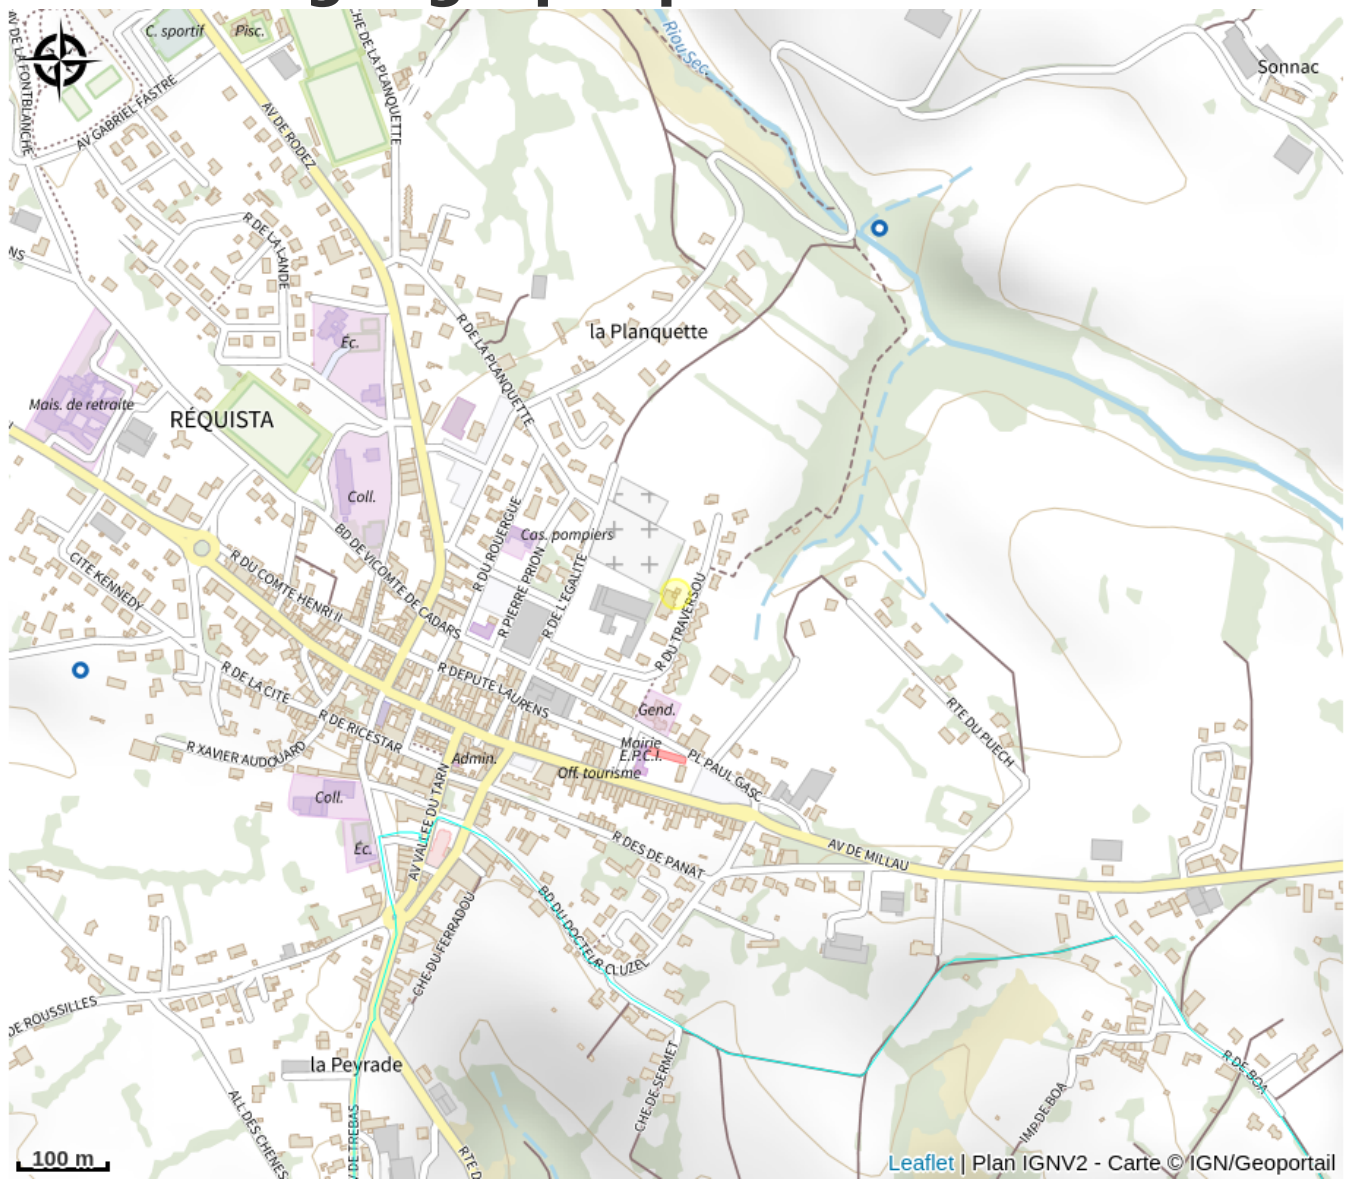 C. sportif
Pisc.
AV DE LA FONTBLANCHE
AV GABRIEL FASTRE
AV DE RODEZ
CHE DE LA PLANQUETTE
Riou Sec
Sonnac
R DE LA LANDE
NS
Éc.
R DE LA PLANQUETTE
la Planquette
Mais. de retraite
RÉQUISTA
Coll.
BD DE VICOMTE DE CADARS
R DU ROUERGUE
Cas. pompiers
R PIERRE PRION
R DE L'EGALITE
R DU TRAVERSOU
CITE KENNEDY
R DU COMTE HENRI II
R DE LA CITE
R DEPUTE LAURENS
R DE RICESTAR
R XAVIER AUDOUARD
Gend.
Mairie
E.P.C.I.
Off. tourisme
PL PAUL GASC
RTE DU PUECH
Admin.
Coll.
Éc.
AV VALLEE DU TARN
R DES DE PANAT
AV DE MILLAU
BD DU DOCTEUR CLUZEL
CHE DU FERRADOU
DE ROUSSILLES
la Peyrade
ALL DES CHENES
DE TREBAS
RTE D
CHE DE SERMET
IMP DE BOA
R DE BOA
100 m
Leaflet | Plan IGNV2 - Carte © IGN/Geoportail